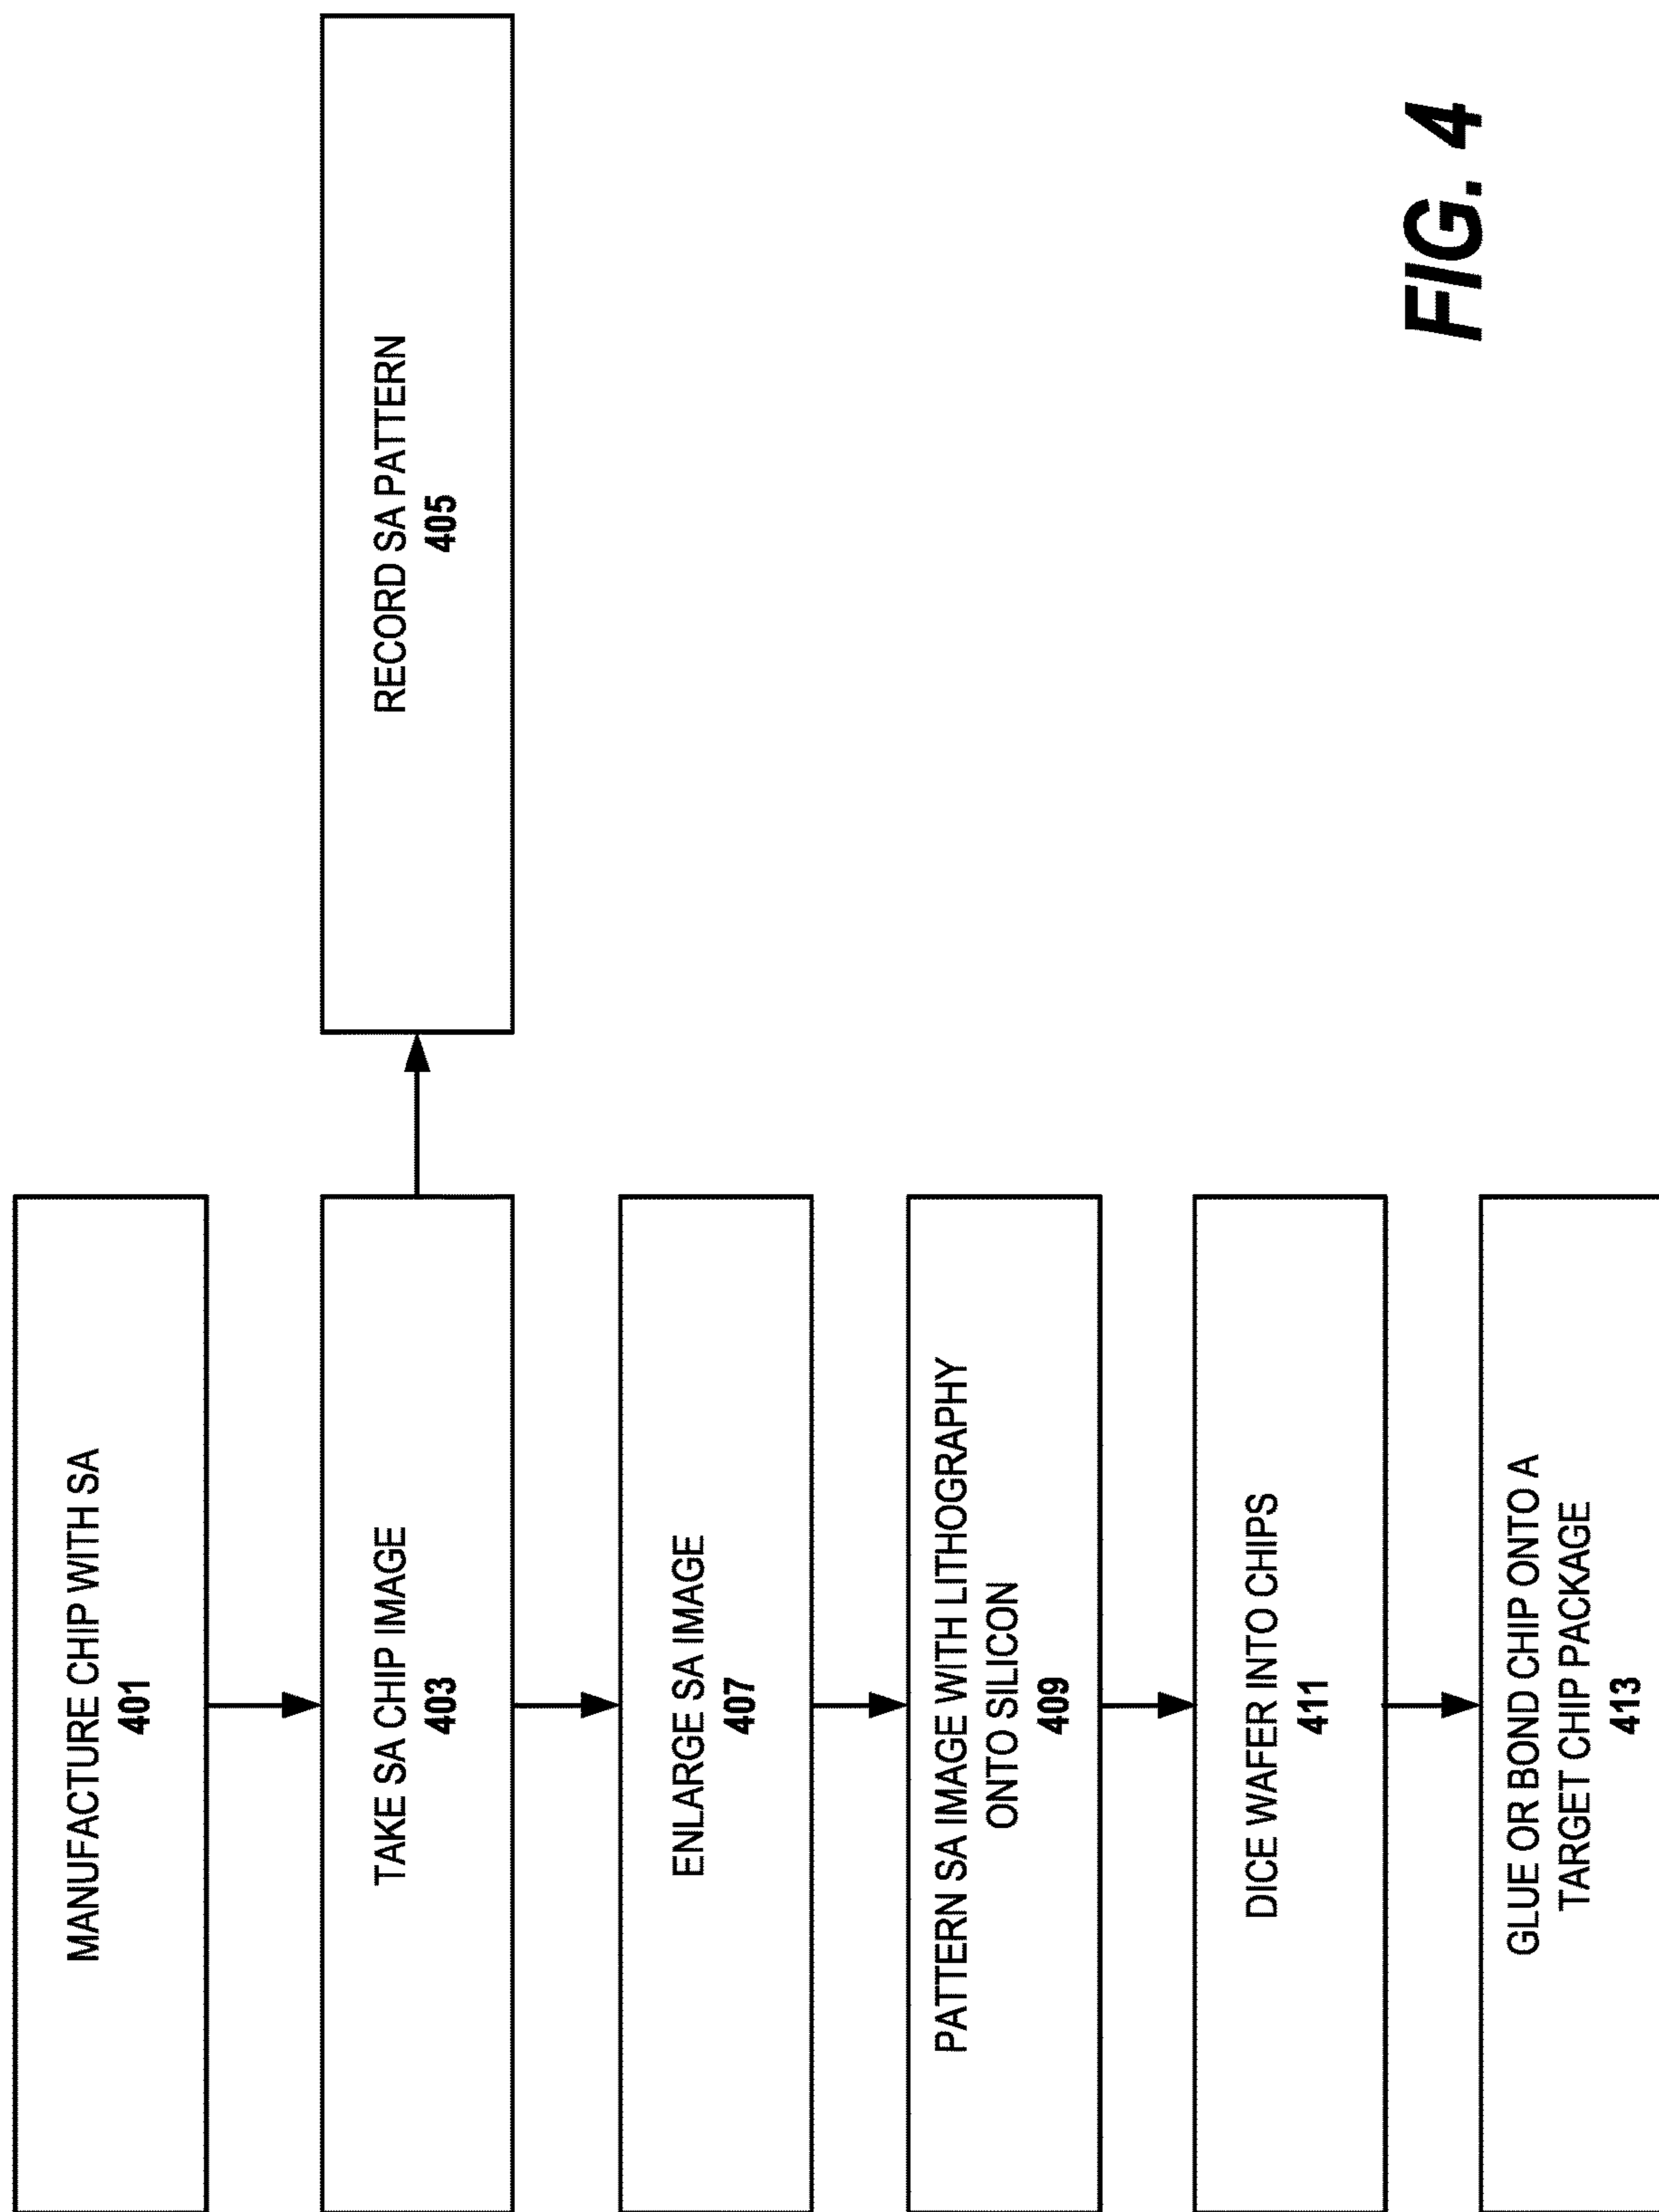 MANUFACTURE CHIP WITH SA
401
TAKE SA CHIP IMAGE
403
RECORD SA PATTERN
405
ENLARGE SA IMAGE
407
PATTERN SA IMAGE WITH LITHOGRAPHY
ONTO SILICON
409
DICE WAFER INTO CHIPS
411
GLUE OR BOND CHIP ONTO A
TARGET CHIP PACKAGE
413
FIG. 4